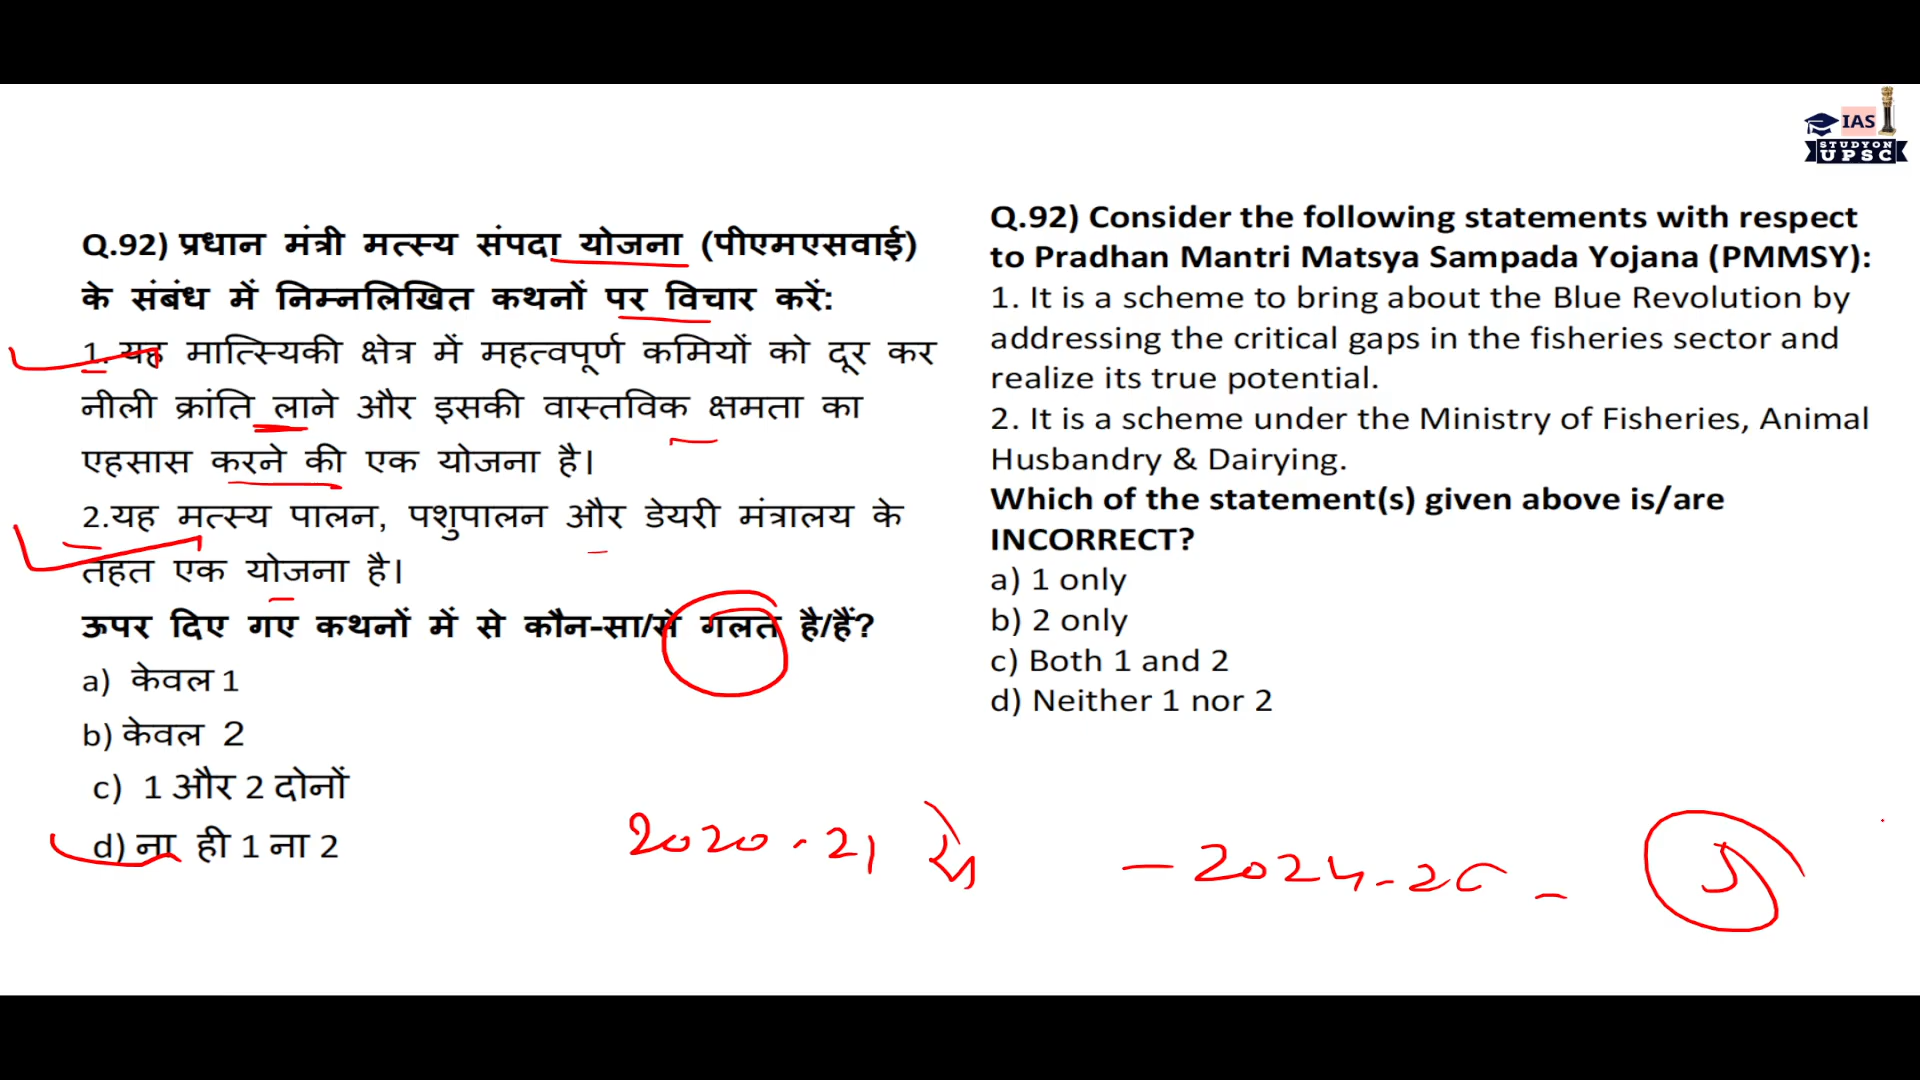 IAS
STUDYON
UPSC
Q.92) प्रधान मंत्री मत्स्य संपदा योजना (पीएमएसवाई)
के संबंध में निम्नलिखित कथनों पर विचार करें:
1. यह मात्स्यिकी क्षेत्र में महत्वपूर्ण कमियों को दूर कर
नीली क्रांति लाने और इसकी वास्तविक क्षमता का
एहसास करने की एक योजना है।
2.यह मत्स्य पालन, पशुपालन और डेयरी मंत्रालय के
तहत एक योजना है।
ऊपर दिए गए कथनों में से कौन-सा/से गलत है/हैं?
a) केवल 1
b) केवल 2
c) 1 और 2 दोनों
d) ना ही 1 ना 2
Q.92) Consider the following statements with respect
to Pradhan Mantri Matsya Sampada Yojana (PMMSY):
1. It is a scheme to bring about the Blue Revolution by
addressing the critical gaps in the fisheries sector and
realize its true potential.
2. It is a scheme under the Ministry of Fisheries, Animal
Husbandry & Dairying.
Which of the statement(s) given above is/are
INCORRECT?
a) 1 only
b) 2 only
c) Both 1 and 2
d) Neither 1 nor 2
2020-21 से